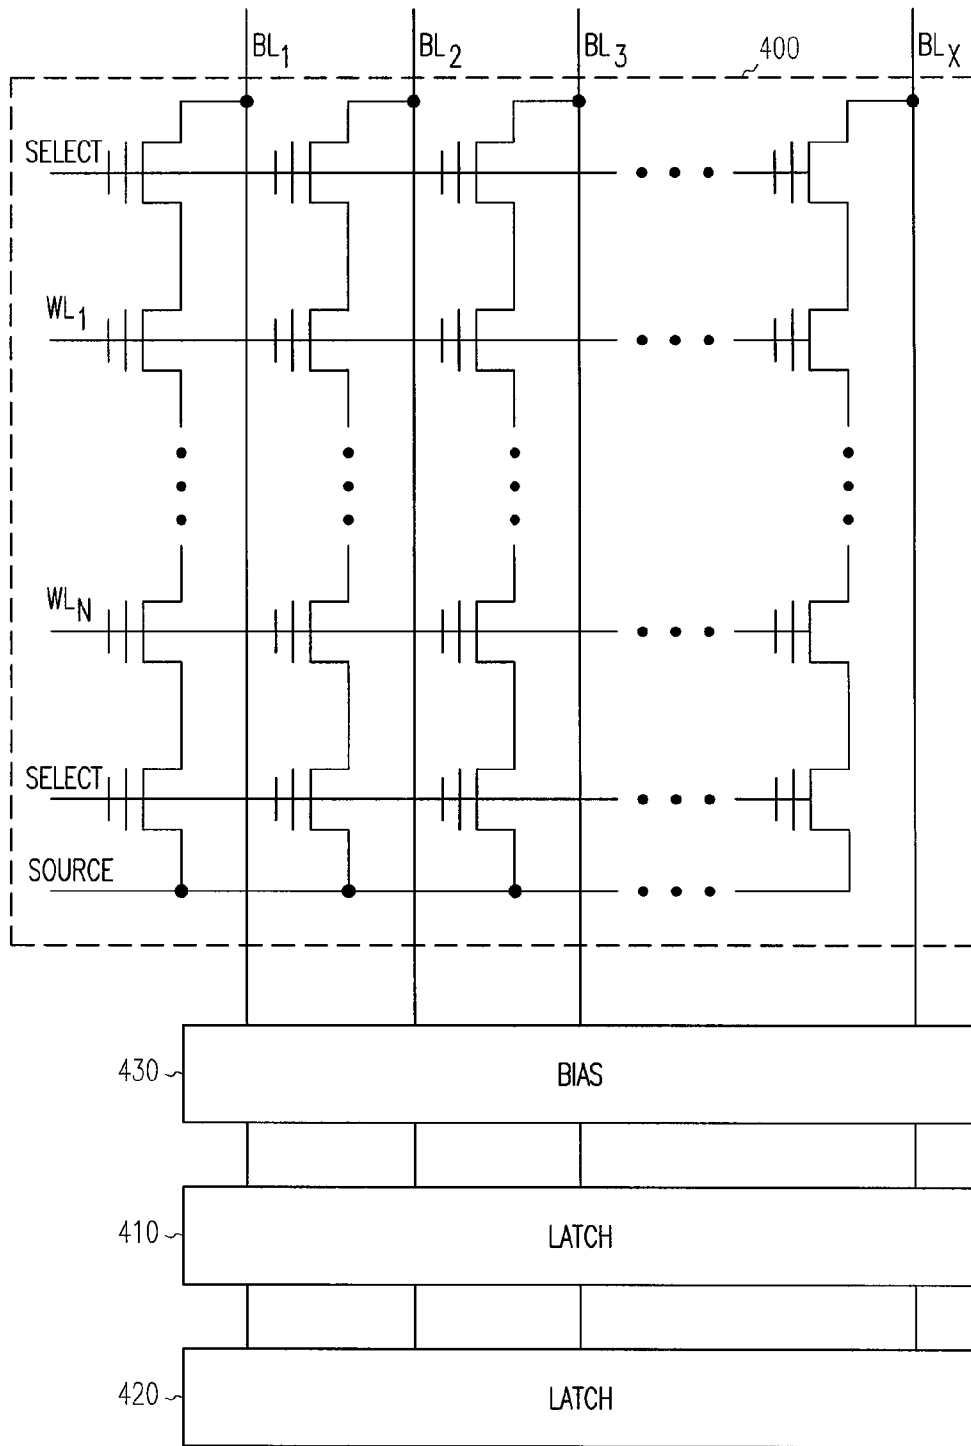 BL1 BL2 BL3 400 BLX
SELECT
WL1
WLN
SELECT
SOURCE
430 BIAS
410 LATCH
420 LATCH